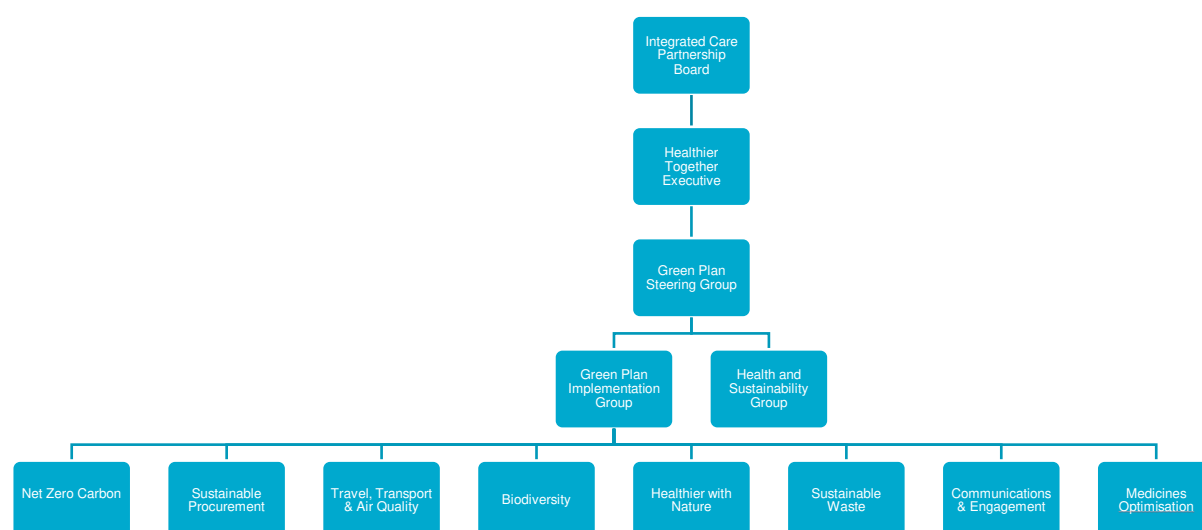 Integrated Care
Partnership
Board
Healthier
Together
Executive
Green Plan
Steering Group
Green Plan
Implementation
Group
Health and
Sustainability
Group
Net Zero Carbon
Sustainable
Procurement
Travel, Transport
& Air Quality
Biodiversity
Healthier with
Nature
Sustainable
Waste
Communications
& Engagement
Medicines
Optimisation